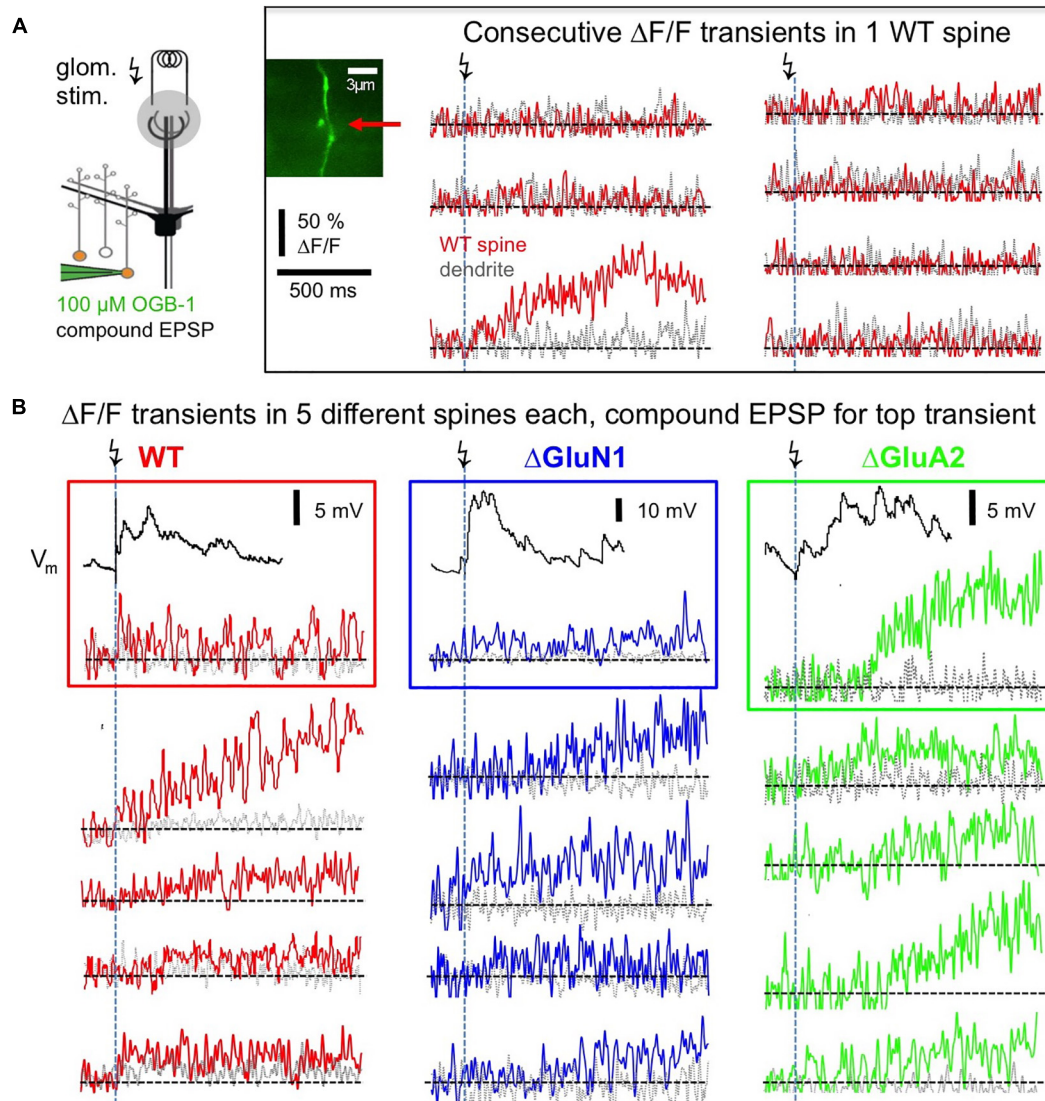 A
glom.
stim.
100 µM OGB-1
compound EPSP
Consecutive ΔF/F transients in 1 WT spine
3µm
50 %
ΔF/F
500 ms
WT spine
dendrite
B
ΔF/F transients in 5 different spines each, compound EPSP for top transient
WT
ΔGluN1
ΔGluA2
Vm
5 mV
10 mV
5 mV